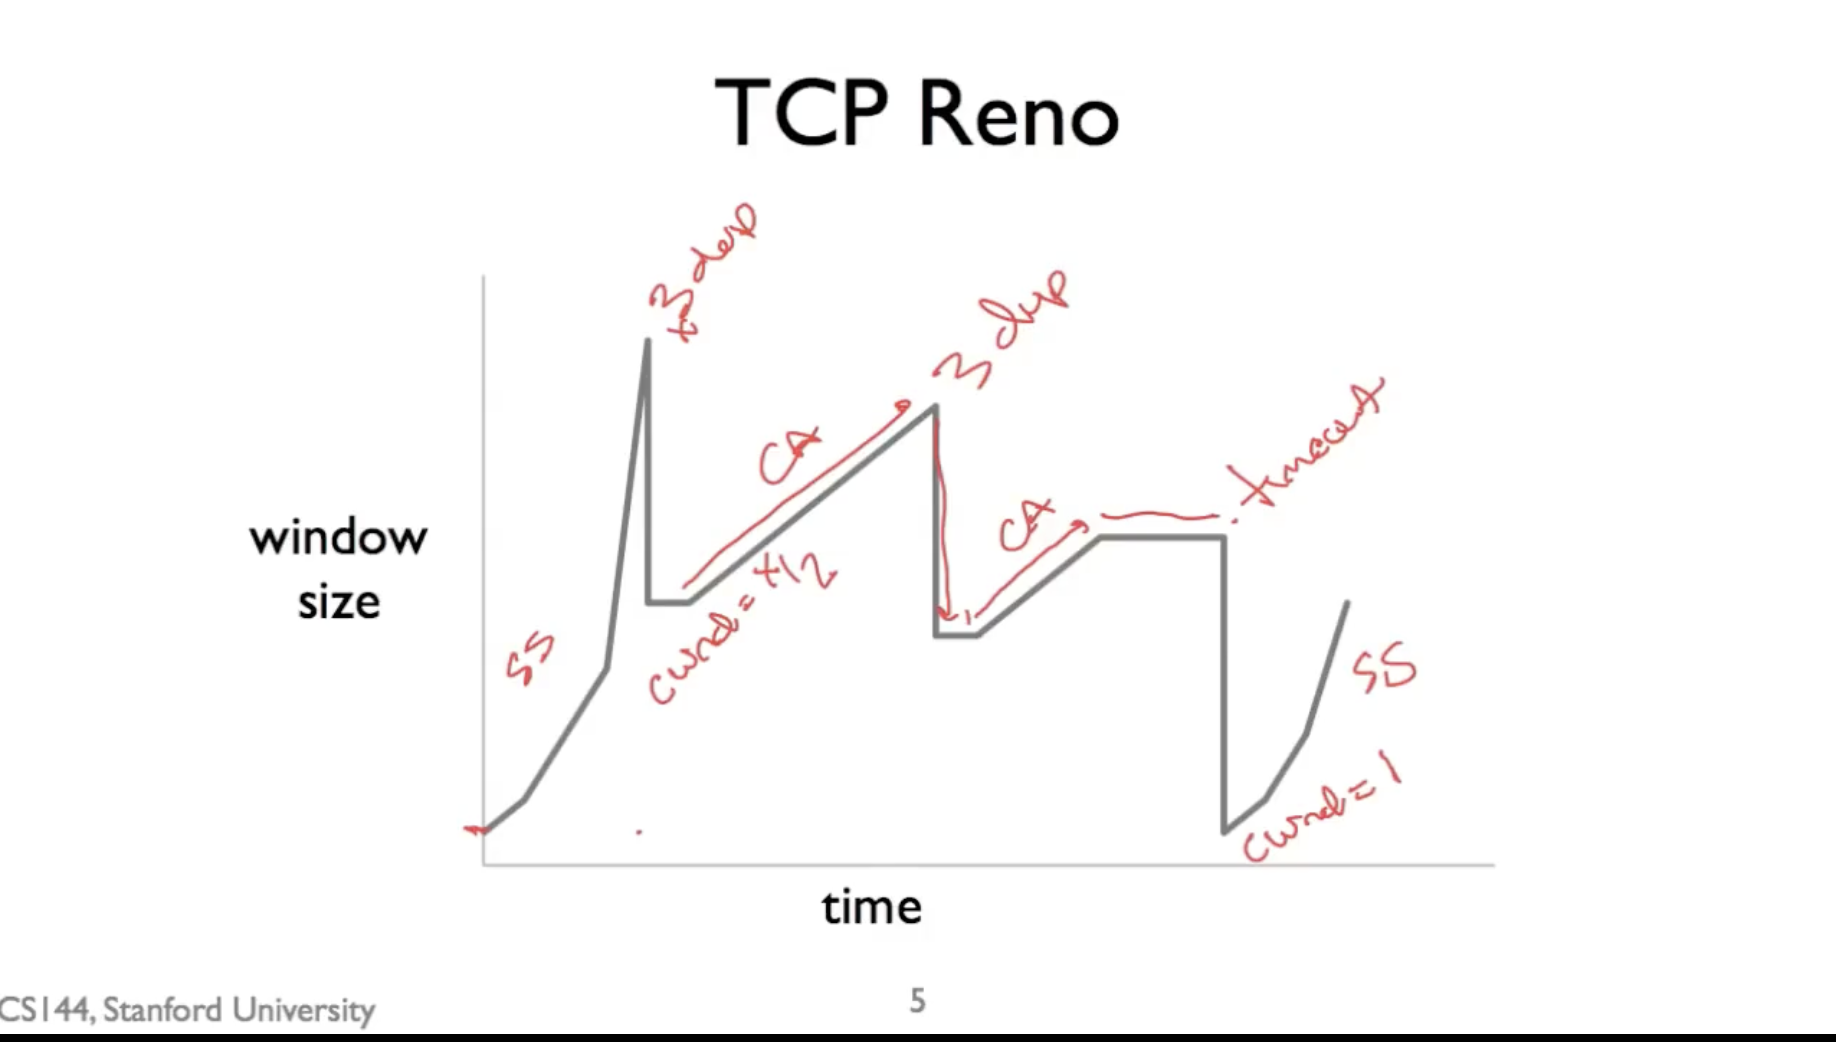 TCP Reno
3 dup
3 dup
timeout
CA
CA
window
size
cwnd = +/2
SS
SS
cwnd = 1
time
CS144, Stanford University
5